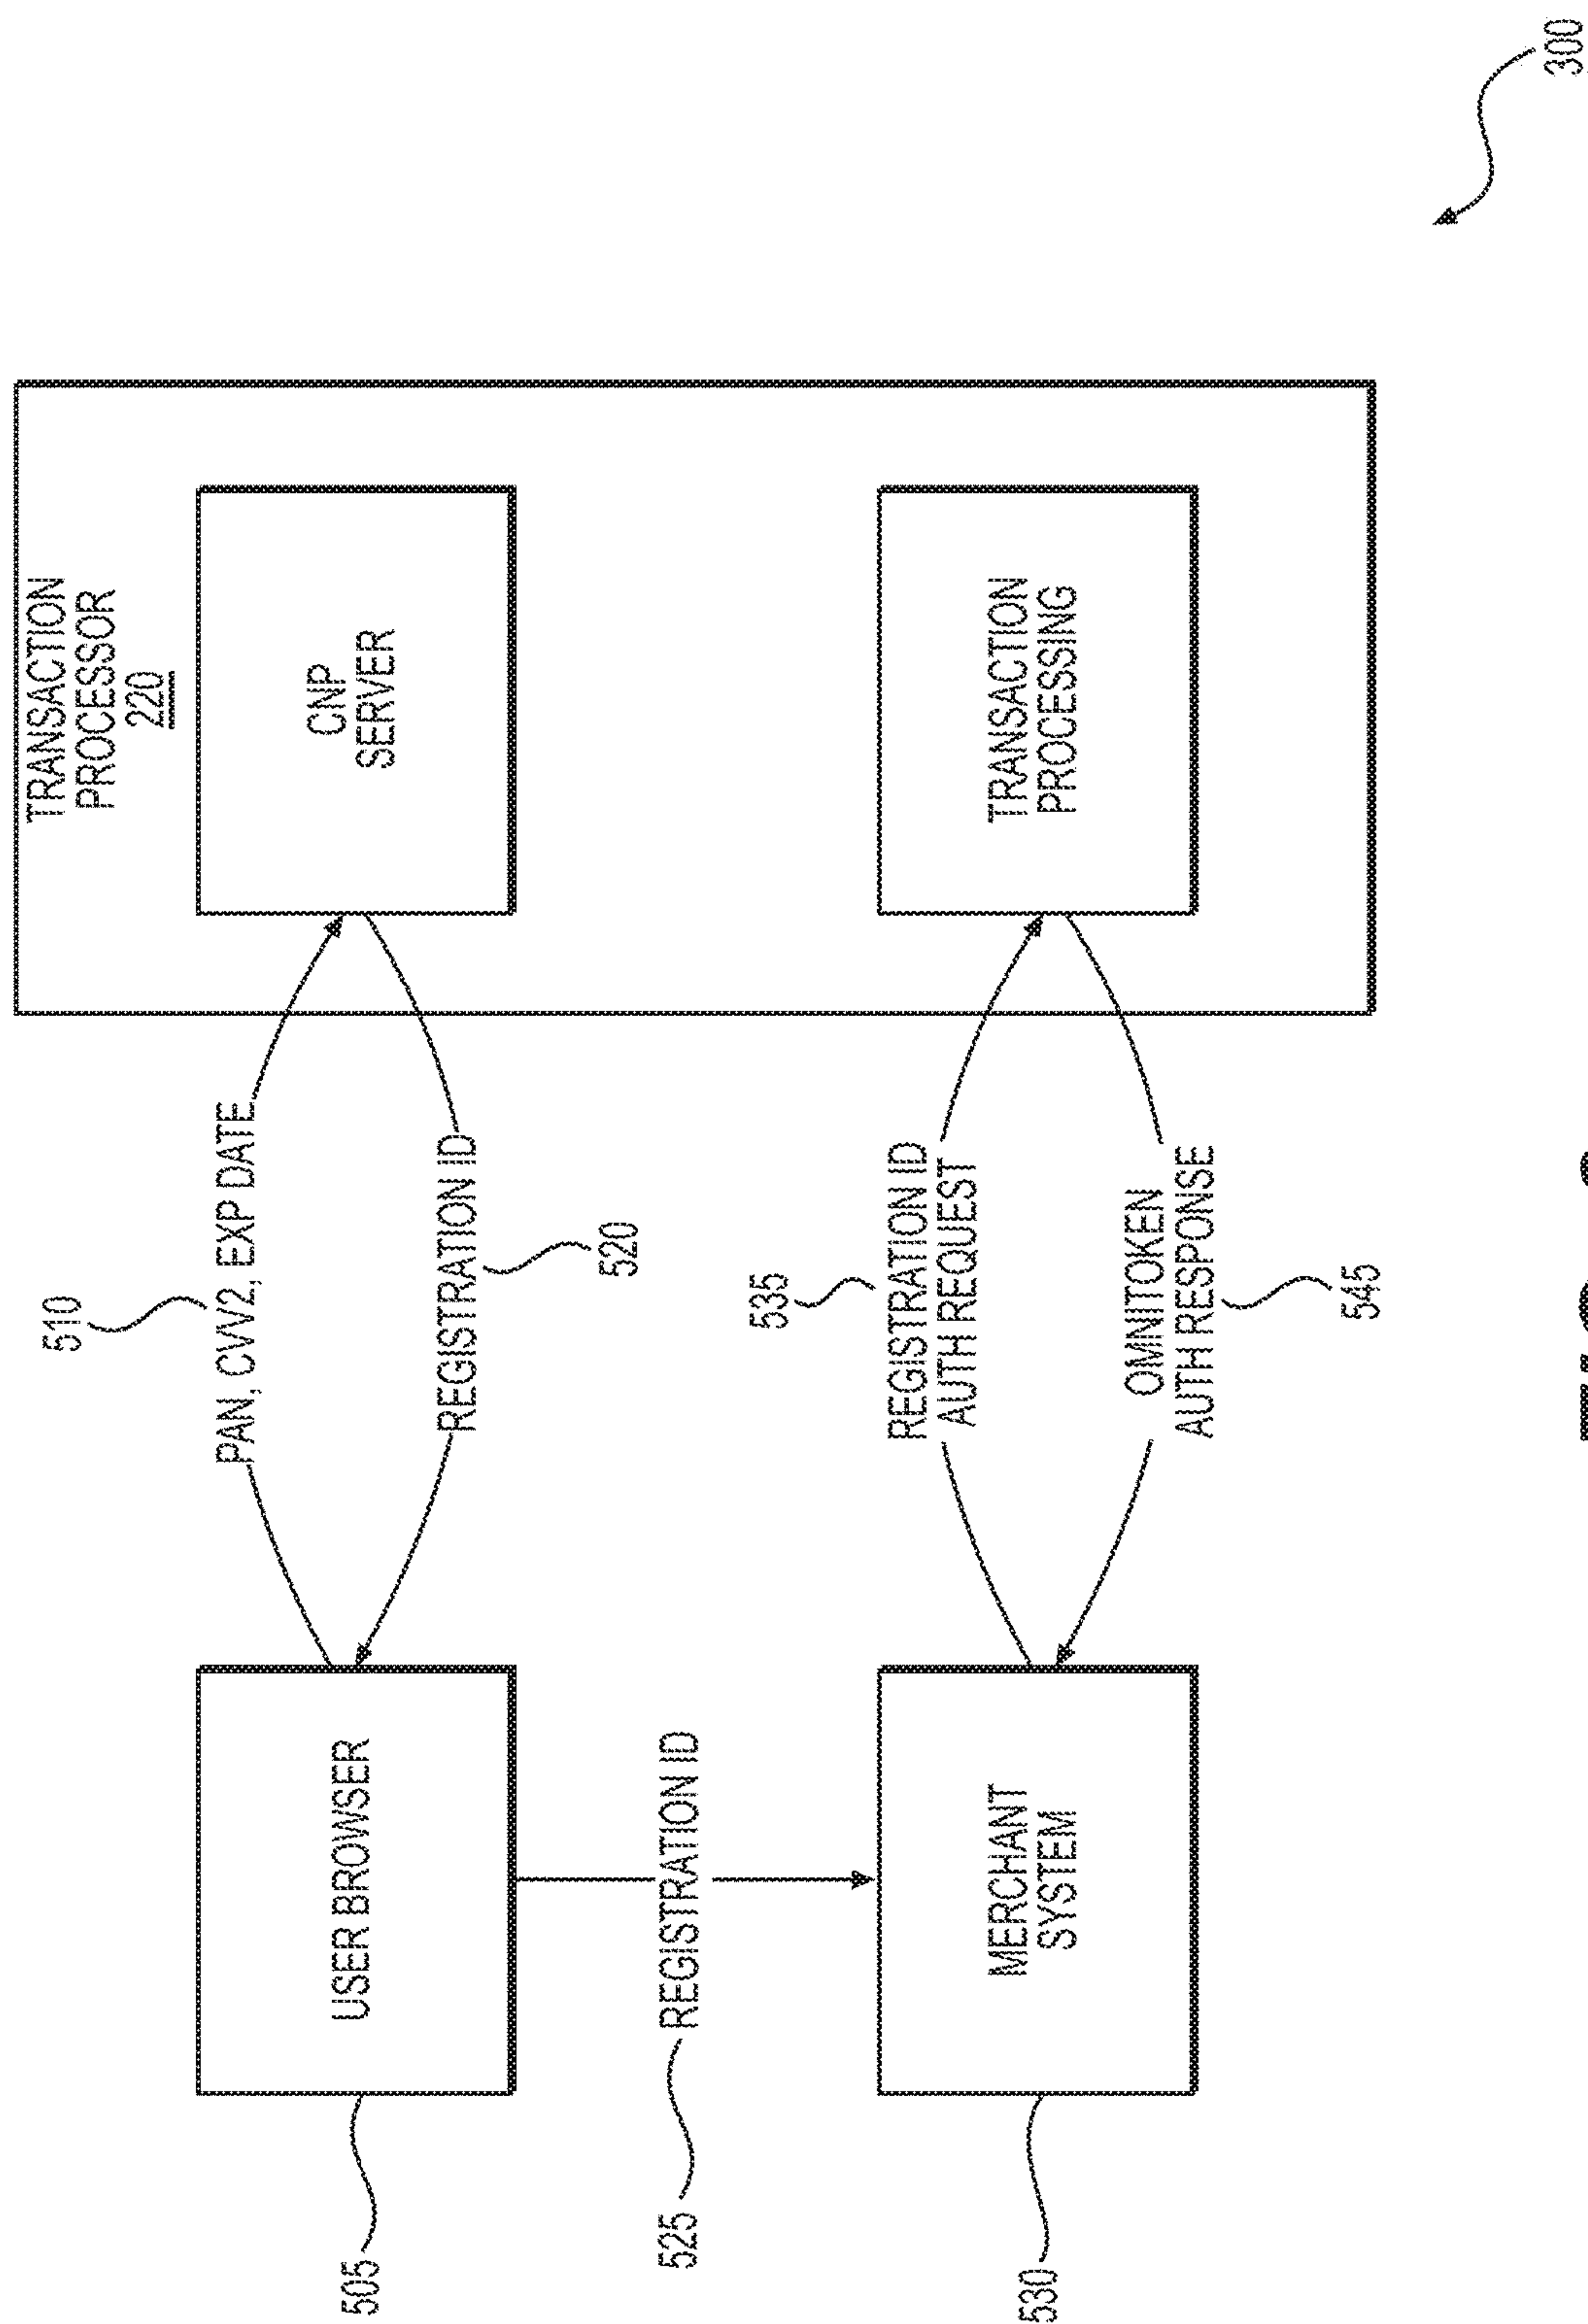 TRANSACTION
PROCESSOR
220
CNP
SERVER
TRANSACTION
PROCESSING
510
PAN, CVV2, EXP DATE
REGISTRATION ID
520
535
REGISTRATION ID
AUTH REQUEST
OMNITOKEN
AUTH RESPONSE
545
USER BROWSER
505
REGISTRATION ID
525
MERCHANT
SYSTEM
530
300